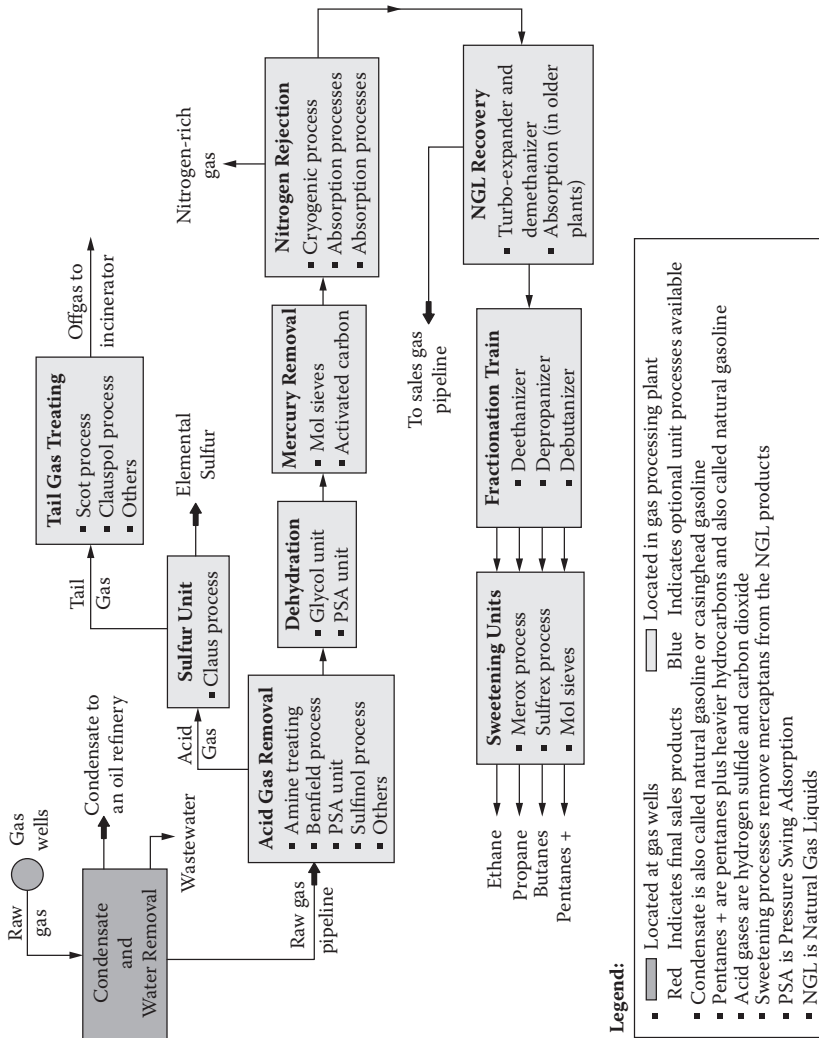 Gas
wells
Raw
gas
Condensate
and
Water Removal
Condensate to
an oil refinery
Wastewater
Raw gas
pipeline
Acid Gas Removal
▪ Amine treating
▪ Benfield process
▪ PSA unit
▪ Sulfinol process
▪ Others
Acid
Gas
Sulfur Unit
▪ Claus process
Elemental
Sulfur
Tail
Gas
Tail Gas Treating
▪ Scot process
▪ Clauspol process
▪ Others
Offgas to
incinerator
Dehydration
▪ Glycol unit
▪ PSA unit
Mercury Removal
▪ Mol sieves
▪ Activated carbon
Nitrogen Rejection
▪ Cryogenic process
▪ Absorption processes
▪ Absorption processes
Nitrogen-rich
gas
NGL Recovery
▪ Turbo-expander and
demethanizer
▪ Absorption (in older
plants)
To sales gas
pipeline
Fractionation Train
▪ Deethanizer
▪ Depropanizer
▪ Debutanizer
Sweetening Units
▪ Merox process
▪ Sulfrex process
▪ Mol sieves
Ethane
Propane
Butanes
Pentanes +
Legend:
▪ Located at gas wells Located in gas processing plant
Red Indicates final sales products Blue Indicates optional unit processes available
▪ Condensate is also called natural gasoline or casinghead gasoline
▪ Pentanes + are pentanes plus heavier hydrocarbons and also called natural gasoline
▪ Acid gases are hydrogen sulfide and carbon dioxide
▪ Sweetening processes remove mercaptans from the NGL products
▪ PSA is Pressure Swing Adsorption
▪ NGL is Natural Gas Liquids